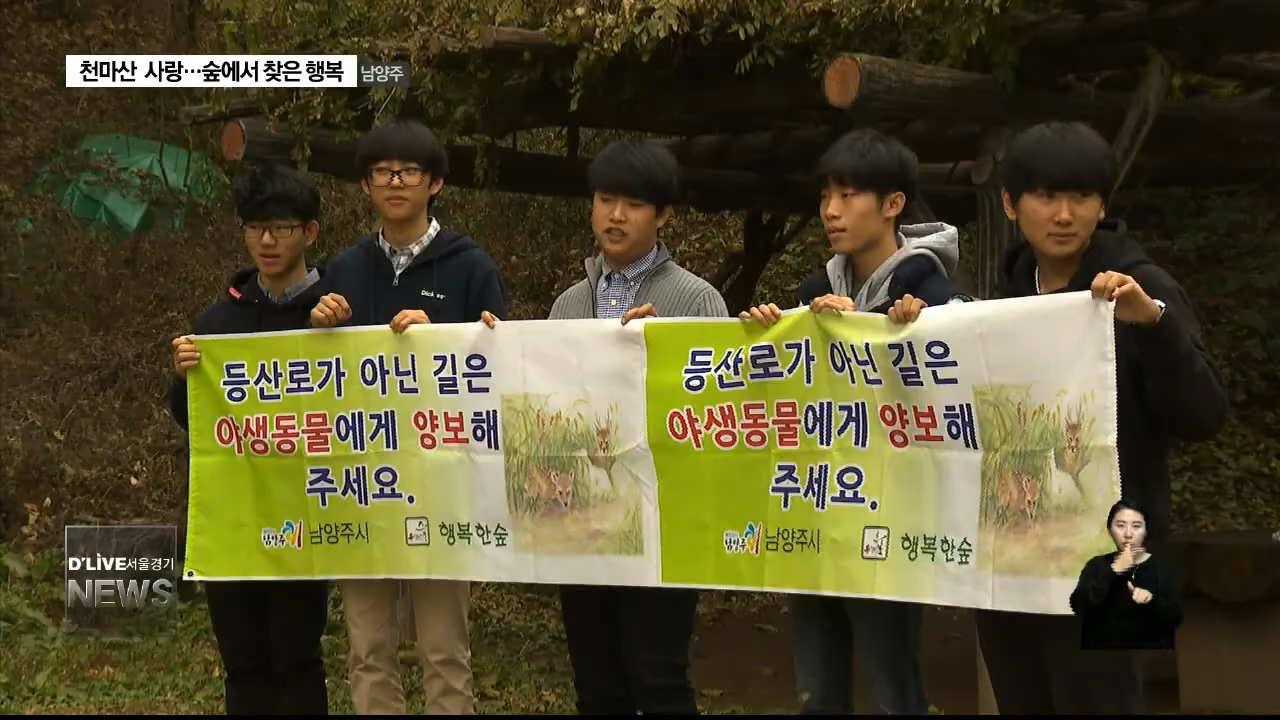 천마산 사랑…숲에서 찾은 행복 남양주
등산로가 아닌 길은
야생동물에게 양보해
주세요.
남양주시 행복한숲
등산로가 아닌 길은
야생동물에게 양보해
주세요.
남양주시 행복한숲
D'LIVE서울경기
NEWS